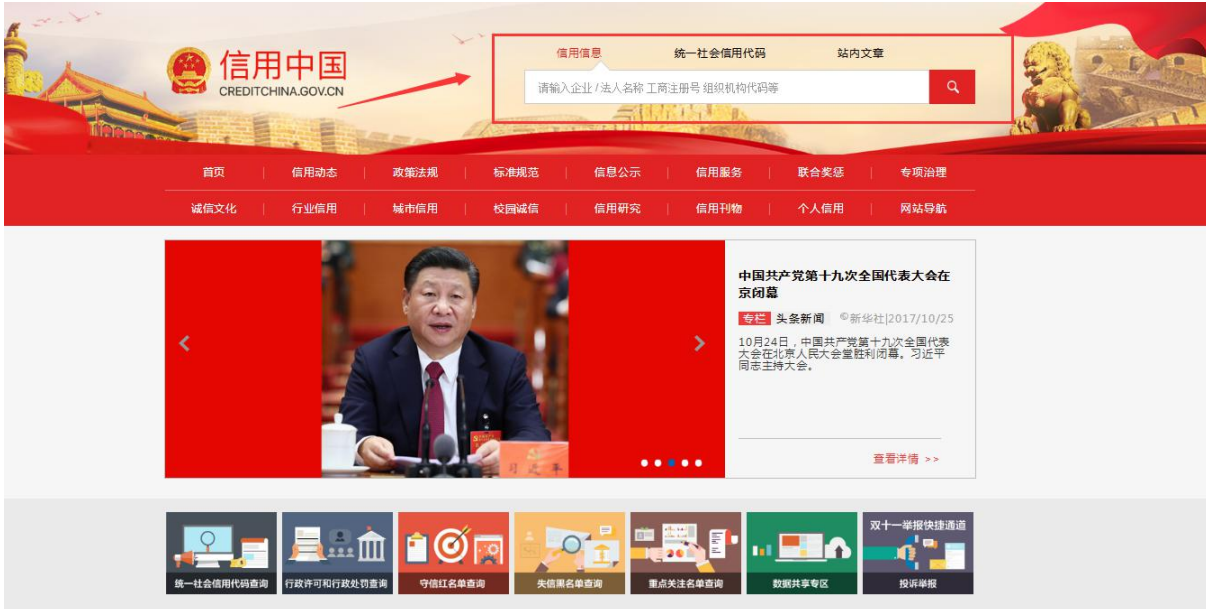 信用中国
CREDITCHINA.GOV.CN
信用信息 统一社会信用代码 站内文章
请输入企业 / 法人名称 工商注册号 组织机构代码等
首页 信用动态 政策法规 标准规范 信息公示 信用服务 联合奖惩 专项治理
诚信文化 行业信用 城市信用 校园诚信 信用研究 信用刊物 个人信用 网站导航
习近平
中国共产党第十九次全国代表大会在
京闭幕
专栏 头条新闻 ©新华社|2017/10/25
10月24日，中国共产党第十九次全国代表
大会在北京人民大会堂胜利闭幕。习近平
同志主持大会。
查看详情 >>
双十一举报快捷通道
统一社会信用代码查询 行政许可和行政处罚查询 守信红名单查询 失信黑名单查询 重点关注名单查询 数据共享专区 投诉举报